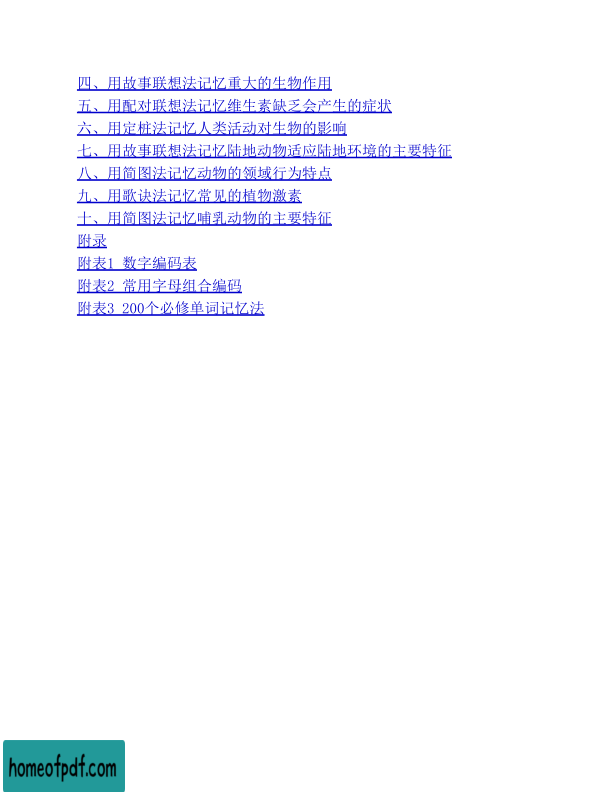 四、用故事联想法记忆重大的生物作用
五、用配对联想法记忆维生素缺乏会产生的症状
六、用定桩法记忆人类活动对生物的影响
七、用故事联想法记忆陆地动物适应陆地环境的主要特征
八、用简图法记忆动物的领域行为特点
九、用歌诀法记忆常见的植物激素
十、用简图法记忆哺乳动物的主要特征
附录
附表1 数字编码表
附表2 常用字母组合编码
附表3 200个必修单词记忆法
homeofpdf.com